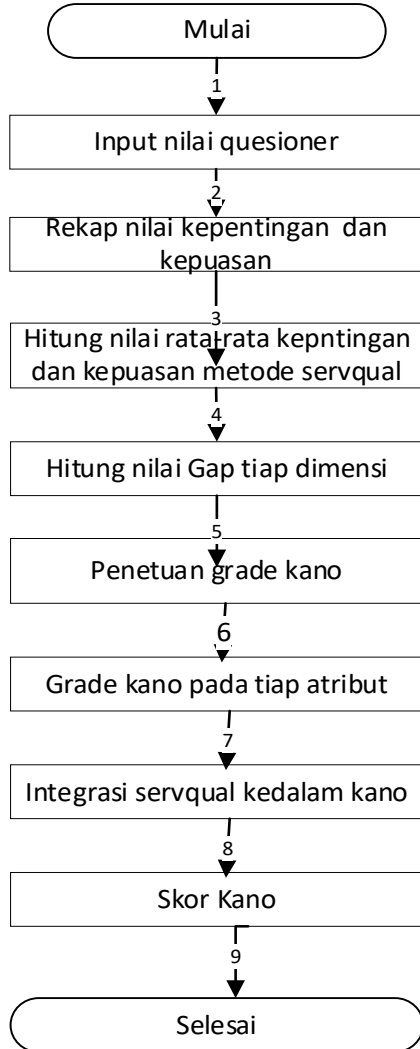 Mulai
1
Input nilai quesioner
2
Rekap nilai kepentingan dan
kepuasan
3
Hitung nilai rata-rata kepntingan
dan kepuasan metode servqual
4
Hitung nilai Gap tiap dimensi
5
Penetuan grade kano
6
Grade kano pada tiap atribut
7
Integrasi servqual kedalam kano
8
Skor Kano
9
Selesai